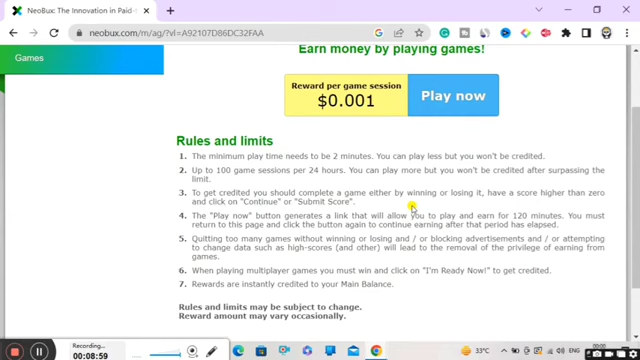 NeoBux: The Innovation in Paid-t
neobux.com/m/ag/?vl=A92107D86DC32FAA
Games
Earn money by playing games!
Reward per game session
$0.001
Play now
Rules and limits
1. The minimum play time needs to be 2 minutes. You can play less but you won't be credited.
2. Up to 100 game sessions per 24 hours. You can play more but you won't be credited after surpassing the
limit.
3. To get credited you should complete a game either by winning or losing it, have a score higher than zero
and click on "Continue" or "Submit Score".
4. The "Play now" button generates a link that will allow you to play and earn for 120 minutes. You must
return to this page and click the button again to continue earning after that period has elapsed.
5. Quitting too many games without winning or losing and / or blocking advertisements and / or attempting
to change data such as high-scores (and other) will lead to the removal of the privilege of earning from
games.
6. When playing multiplayer games you must win and click on "I'm Ready Now!" to get credited.
7. Rewards are instantly credited to your Main Balance.
Rules and limits may be subject to change.
Reward amount may vary occasionally.
Recording...
00:08:59
33°C
00:00